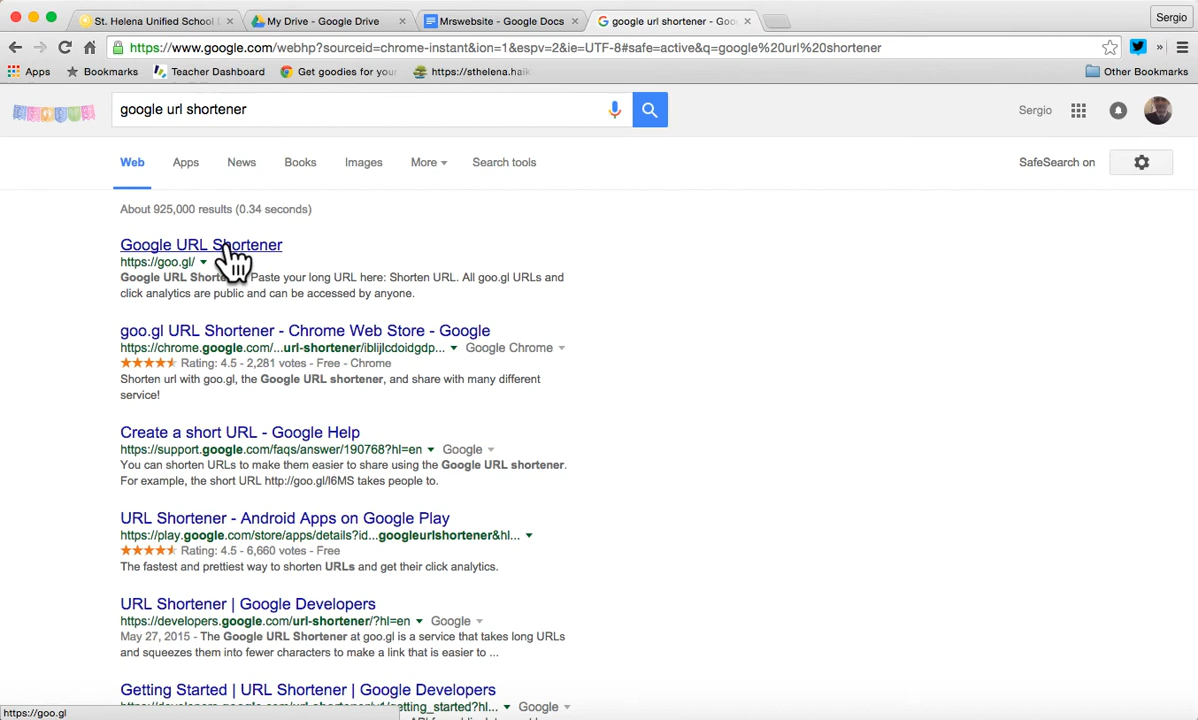 St. Helena Unified School
My Drive - Google Drive
Mrswebsite - Google Docs
google url shortener - Goo
Sergio
https://www.google.com/webhp?sourceid=chrome-instant&ion=1&espv=2&ie=UTF-8#safe=active&q=google%20url%20shortener
»
Apps
Bookmarks
Teacher Dashboard
Get goodies for your
https://sthelena.haik
Other Bookmarks
google url shortener
Sergio
Web
Apps
News
Books
Images
More
Search tools
SafeSearch on
About 925,000 results (0.34 seconds)
Google URL Shortener
https://goo.gl/
Google URL Shorte Paste your long URL here: Shorten URL. All goo.gl URLs and
click analytics are public and can be accessed by anyone.
goo.gl URL Shortener - Chrome Web Store - Google
https://chrome.google.com/...url-shortener/iblijlcdoidgdp... Google Chrome
Rating: 4.5 - 2,281 votes - Free - Chrome
Shorten url with goo.gl, the Google URL shortener, and share with many different
service!
Create a short URL - Google Help
https://support.google.com/faqs/answer/190768?hl=en Google
You can shorten URLs to make them easier to share using the Google URL shortener.
For example, the short URL http://goo.gl/l6MS takes people to.
URL Shortener - Android Apps on Google Play
https://play.google.com/store/apps/details?id...googleurlshortener&hl...
Rating: 4.5 - 6,660 votes - Free
The fastest and prettiest way to shorten URLs and get their click analytics.
URL Shortener | Google Developers
https://developers.google.com/url-shortener/?hl=en Google
May 27, 2015 - The Google URL Shortener at goo.gl is a service that takes long URLs
and squeezes them into fewer characters to make a link that is easier to ...
Getting Started | URL Shortener | Google Developers
getting_started?hl... Google
https://goo.gl